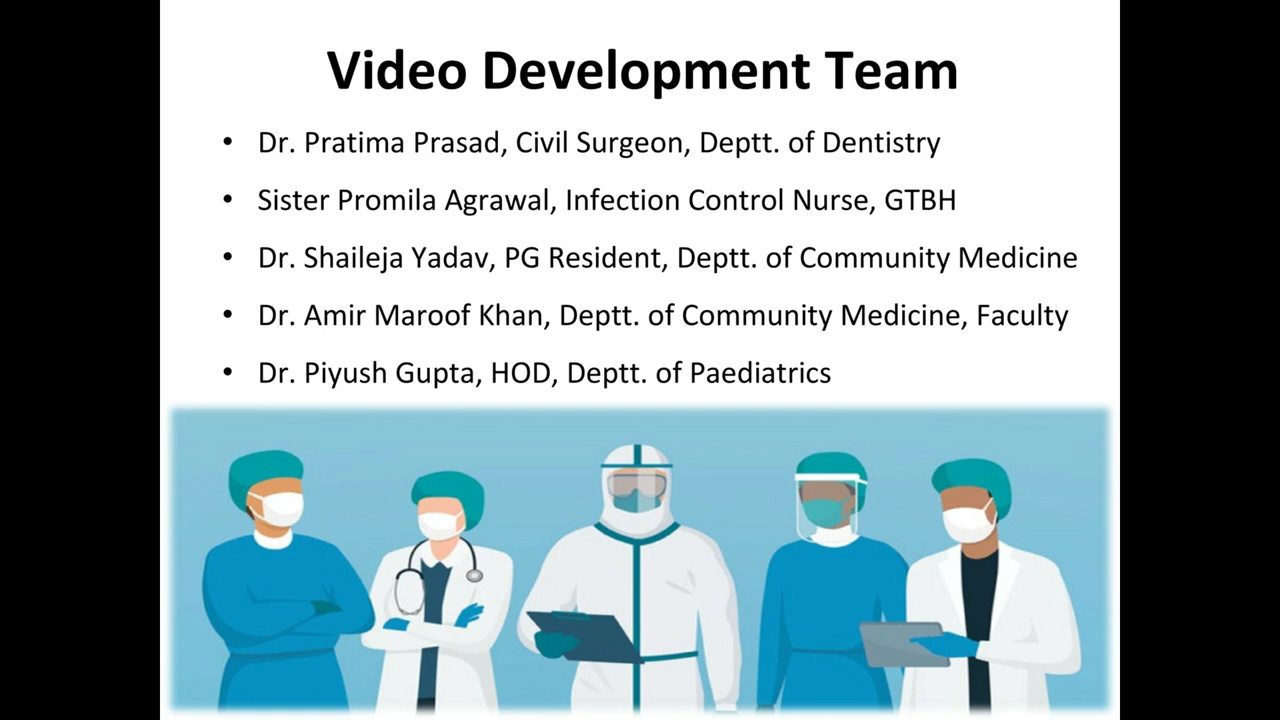 Video Development Team
• Dr. Pratima Prasad, Civil Surgeon, Deptt. of Dentistry
• Sister Promila Agrawal, Infection Control Nurse, GTBH
• Dr. Shaileja Yadav, PG Resident, Deptt. of Community Medicine
• Dr. Amir Maroof Khan, Deptt. of Community Medicine, Faculty
• Dr. Piyush Gupta, HOD, Deptt. of Paediatrics